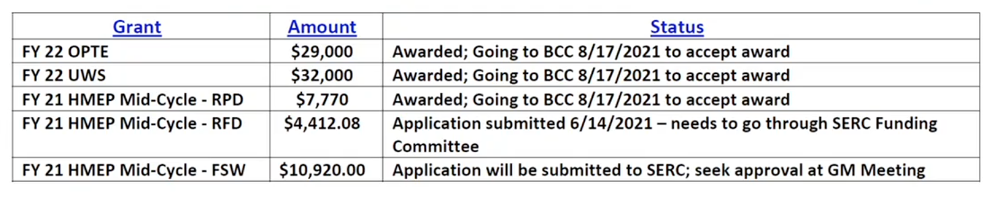 Grant Amount Status
FY 22 OPTE $29,000 Awarded; Going to BCC 8/17/2021 to accept award
FY 22 UWS $32,000 Awarded; Going to BCC 8/17/2021 to accept award
FY 21 HMEP Mid-Cycle - RPD $7,770 Awarded; Going to BCC 8/17/2021 to accept award
FY 21 HMEP Mid-Cycle - RFD $4,412.08 Application submitted 6/14/2021 – needs to go through SERC Funding
Committee
FY 21 HMEP Mid-Cycle - FSW $10,920.00 Application will be submitted to SERC; seek approval at GM Meeting